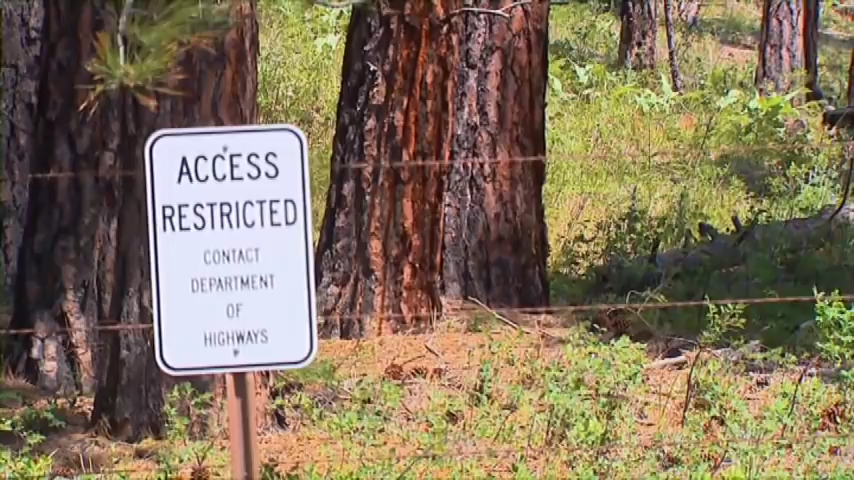 ACCESS
RESTRICTED
CONTACT
DEPARTMENT
OF
HIGHWAYS